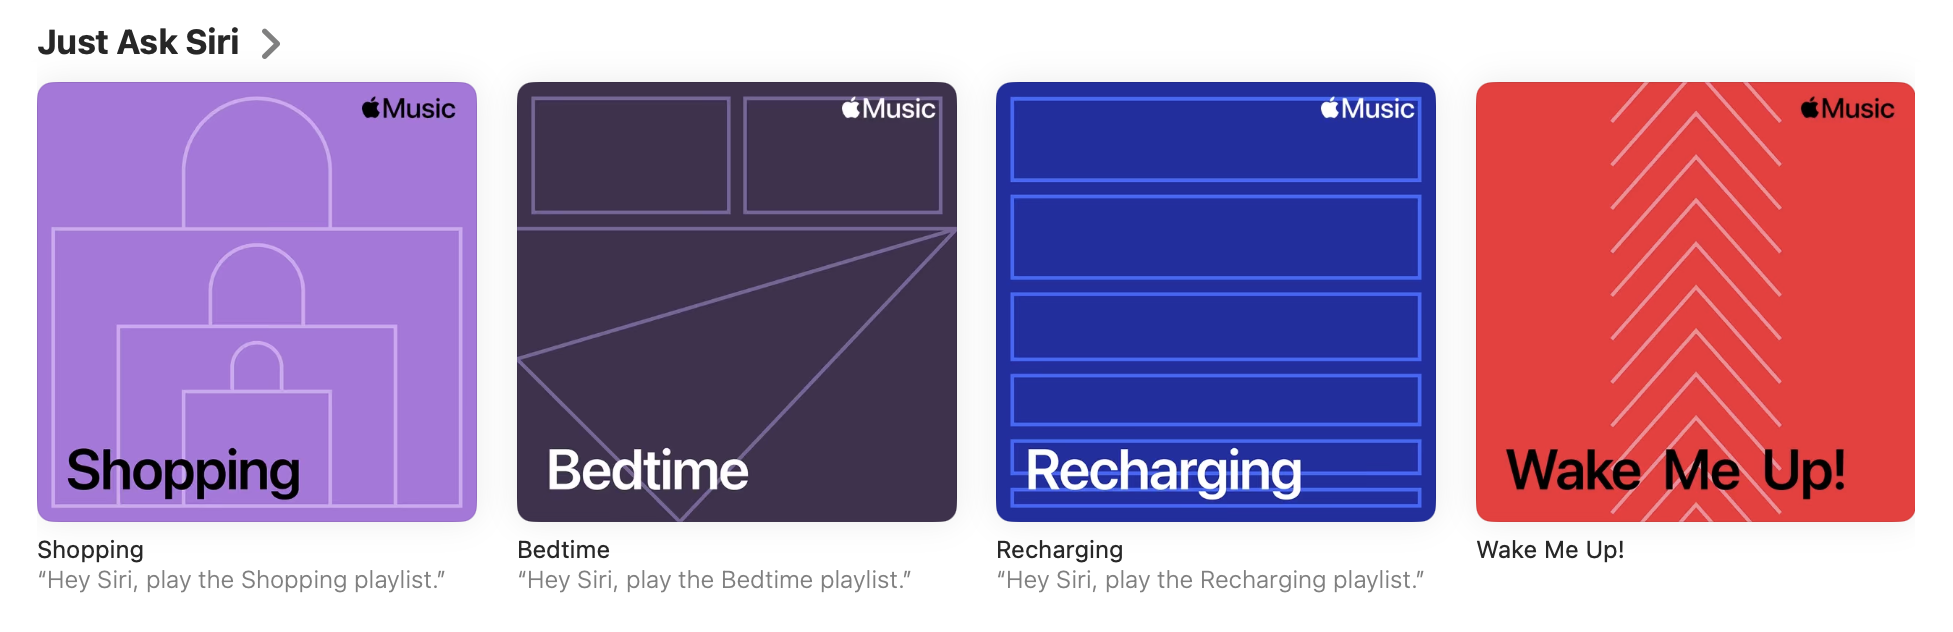 Just Ask Siri
Music
Shopping
Shopping
“Hey Siri, play the Shopping playlist.”
Music
Bedtime
Bedtime
“Hey Siri, play the Bedtime playlist.”
Music
Recharging
Recharging
“Hey Siri, play the Recharging playlist.”
Music
Wake Me Up!
Wake Me Up!